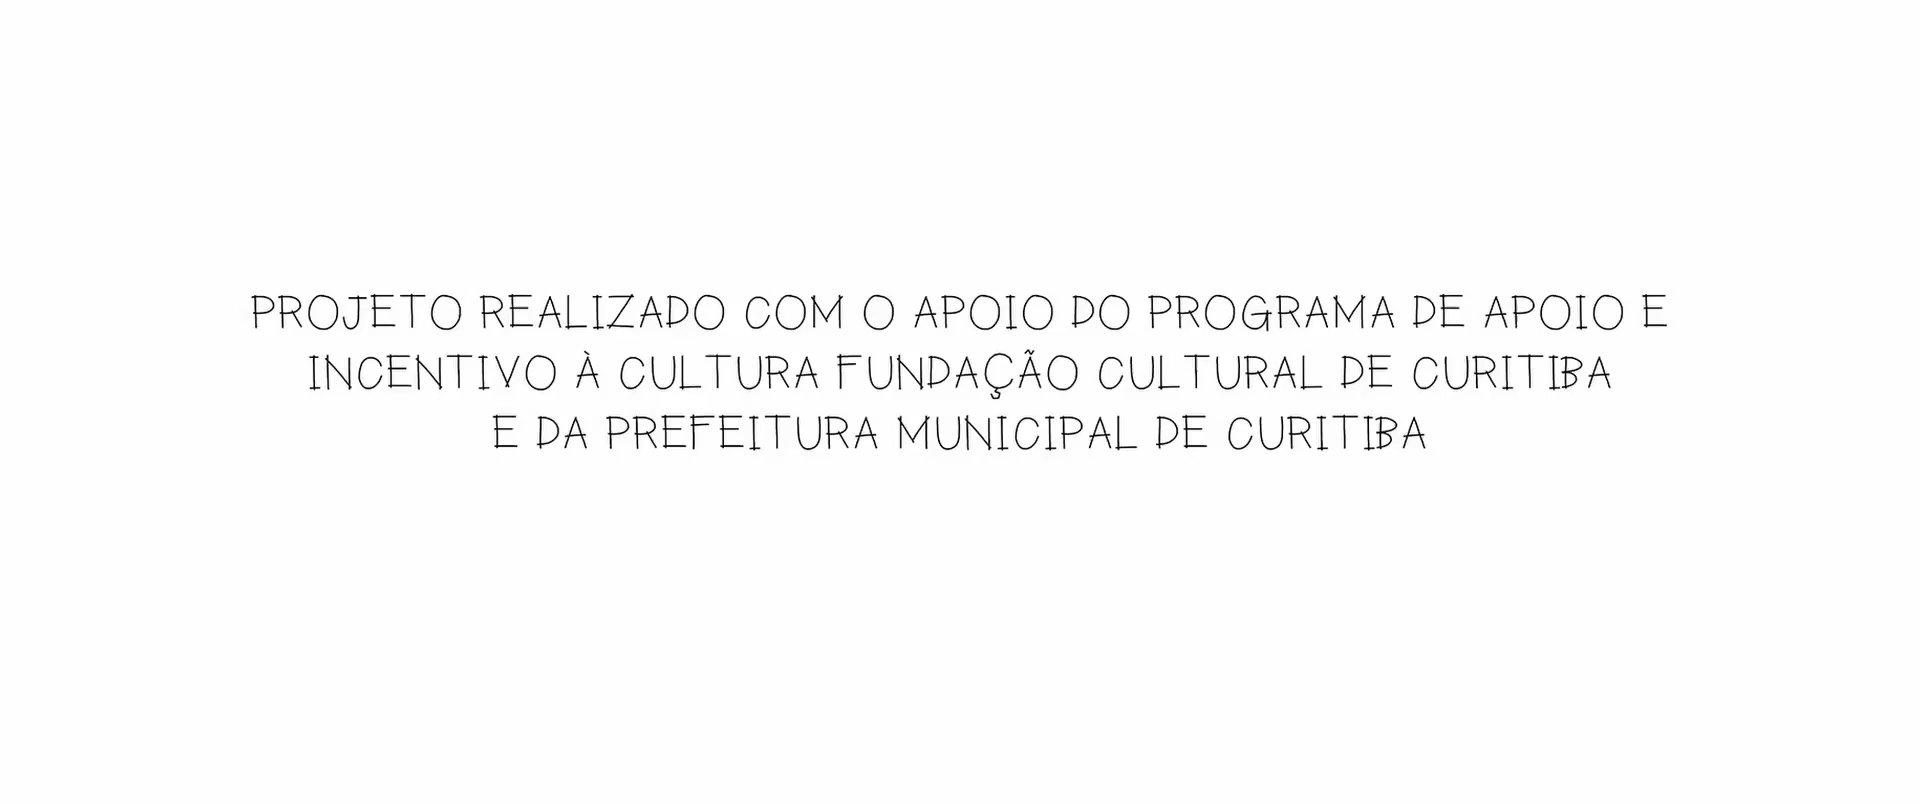 PROJETO REALIZADO COM O APOIO DO PROGRAMA DE APOIO E
INCENTIVO À CULTURA FUNDAÇÃO CULTURAL DE CURITIBA
E DA PREFEITURA MUNICIPAL DE CURITIBA